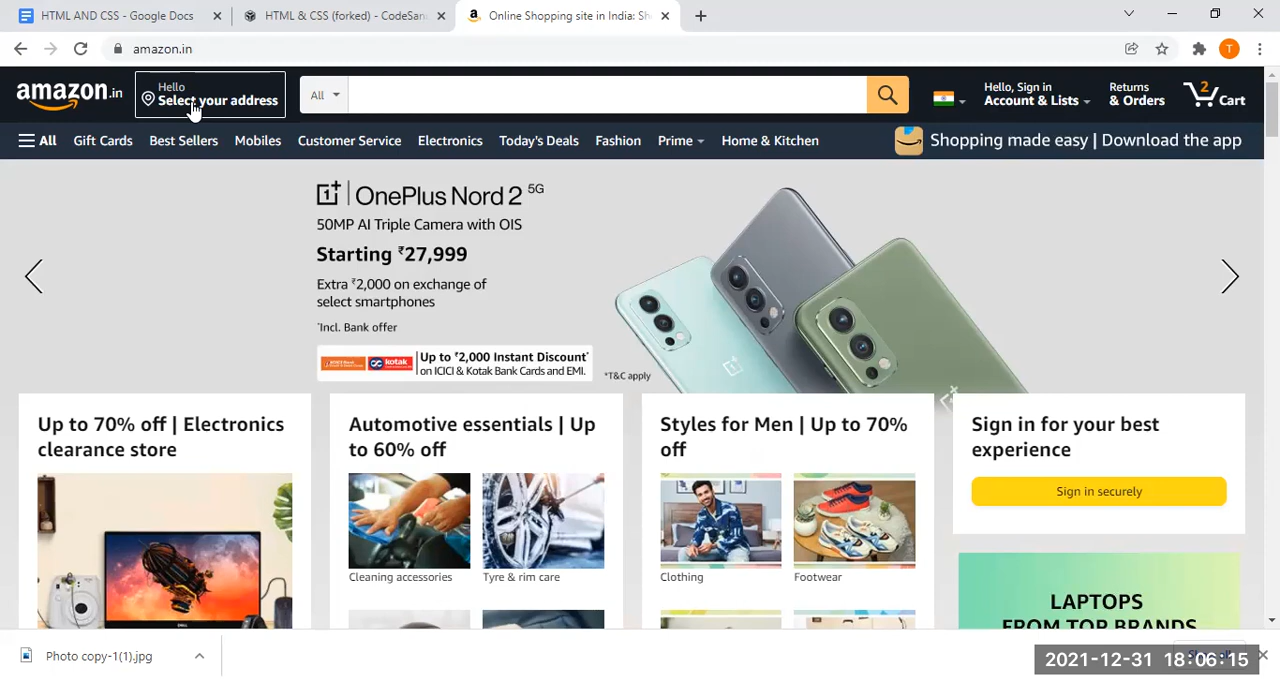 HTML AND CSS - Google Docs
HTML & CSS (forked) - CodeSan
Online Shopping site in India: Sh
amazon.in
amazon.in
Hello
Select your address
All
Hello, Sign in
Account & Lists
Returns
& Orders
2
Cart
All
Gift Cards
Best Sellers
Mobiles
Customer Service
Electronics
Today's Deals
Fashion
Prime
Home & Kitchen
Shopping made easy | Download the app
OnePlus Nord 2 5G
50MP AI Triple Camera with OIS
Starting ₹27,999
Extra ₹2,000 on exchange of
select smartphones
*Incl. Bank offer
kotak
Up to ₹2,000 Instant Discount*
on ICICI & Kotak Bank Cards and EMI.
*T&C apply
Up to 70% off | Electronics
clearance store
Automotive essentials | Up
to 60% off
Cleaning accessories
Tyre & rim care
Styles for Men | Up to 70%
off
Clothing
Footwear
Sign in for your best
experience
Sign in securely
LAPTOPS
FROM TOP BRANDS
Photo copy-1(1).jpg
2021-12-31 18:06:15
T